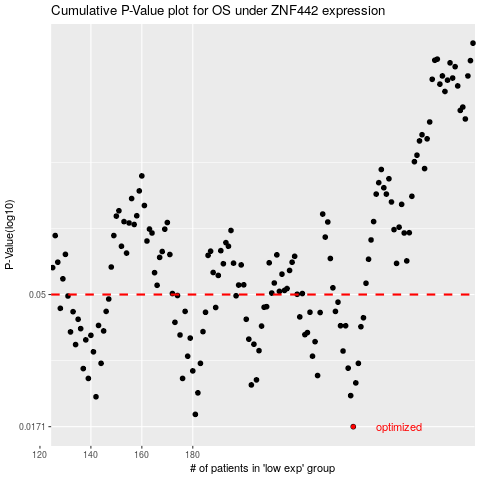 Cumulative P-Value plot for OS under ZNF442 expression
P-Value(log10)
0.05
0.0171
optimized
120 140 160 180
# of patients in 'low exp' group